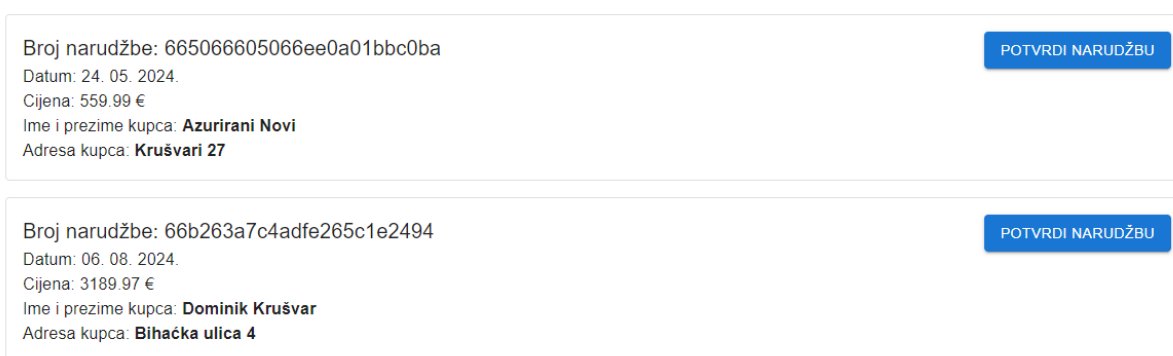 Broj narudžbe: 665066605066ee0a01bbc0ba
POTVRDI NARUDŽBU
Datum: 24. 05. 2024.
Cijena: 559.99 €
Ime i prezime kupca: Azurirani Novi
Adresa kupca: Krušvari 27
Broj narudžbe: 66b263a7c4adfe265c1e2494
POTVRDI NARUDŽBU
Datum: 06. 08. 2024.
Cijena: 3189.97 €
Ime i prezime kupca: Dominik Krušvar
Adresa kupca: Bihaćka ulica 4